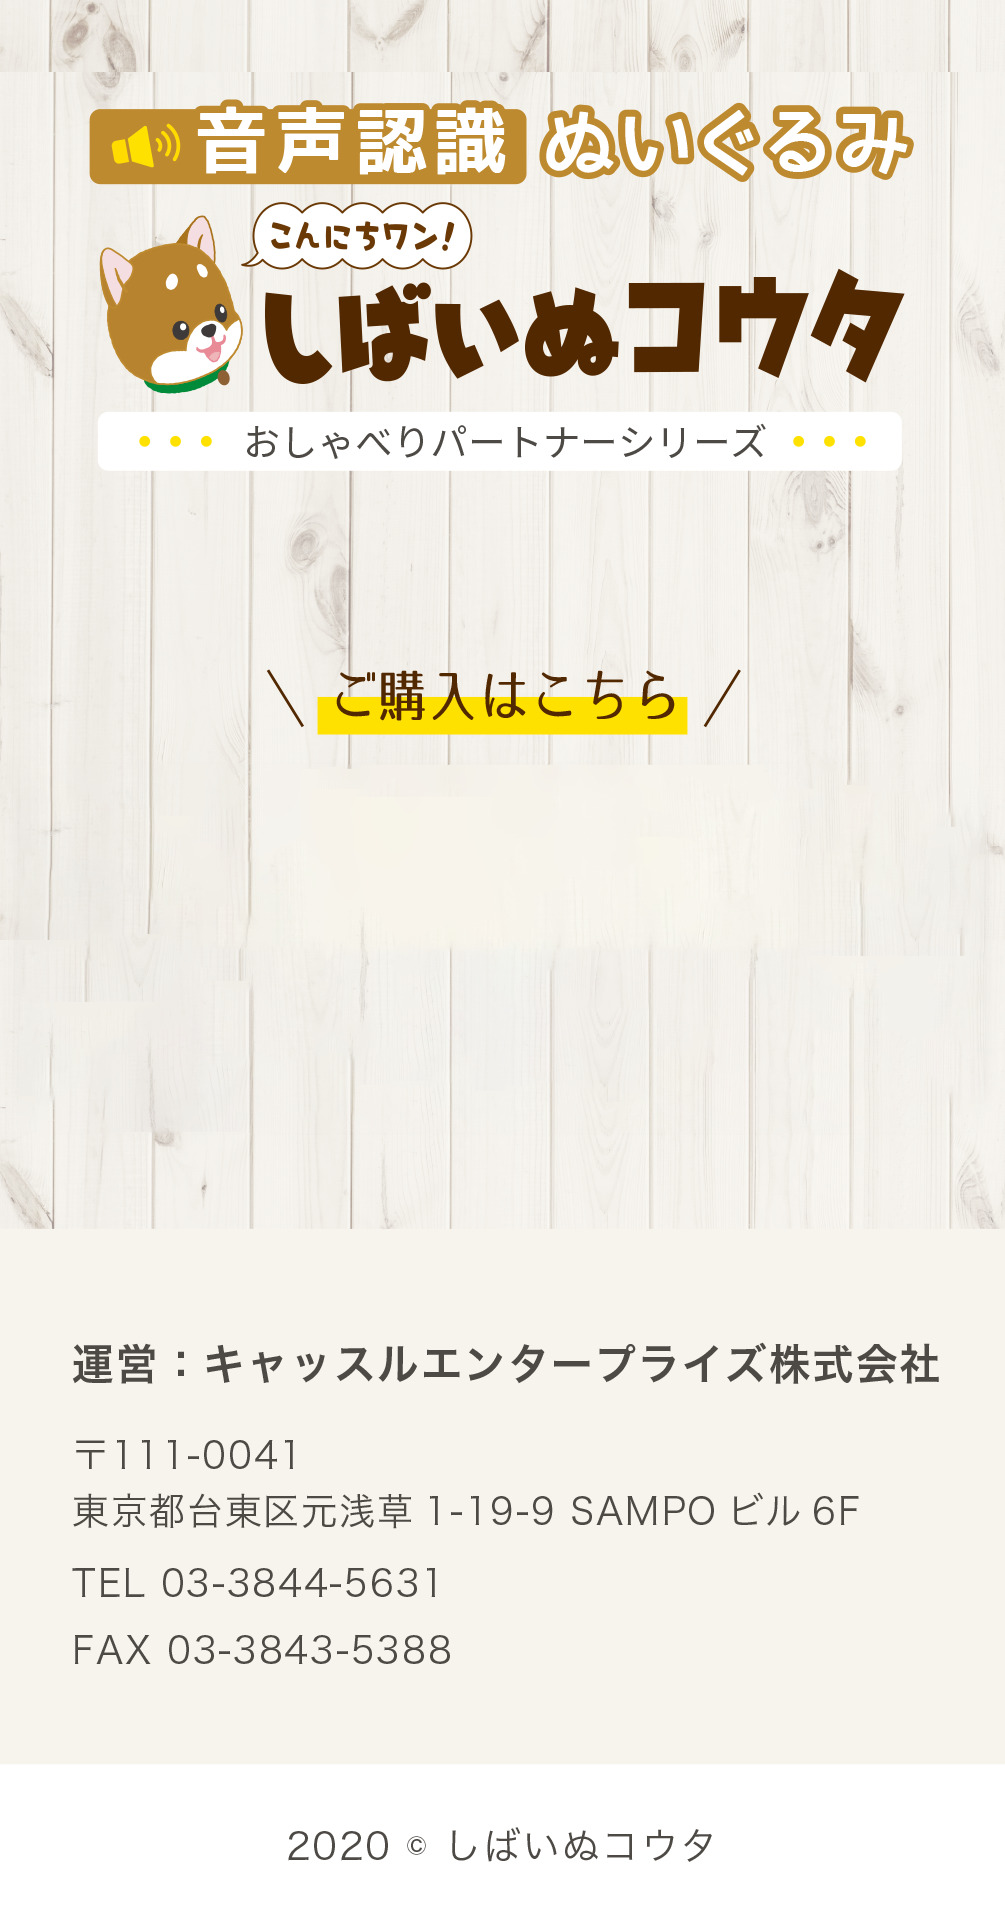 音声認識 ぬいぐるみ
こんにちワン!
しばいぬコウタ
おしゃべりパートナーシリーズ
ご購入はこちら
運営：キャッスルエンタープライズ株式会社
〒111-0041
東京都台東区元浅草 1-19-9 SAMPO ビル 6F
TEL 03-3844-5631
FAX 03-3843-5388
2020 © しばいぬコウタ